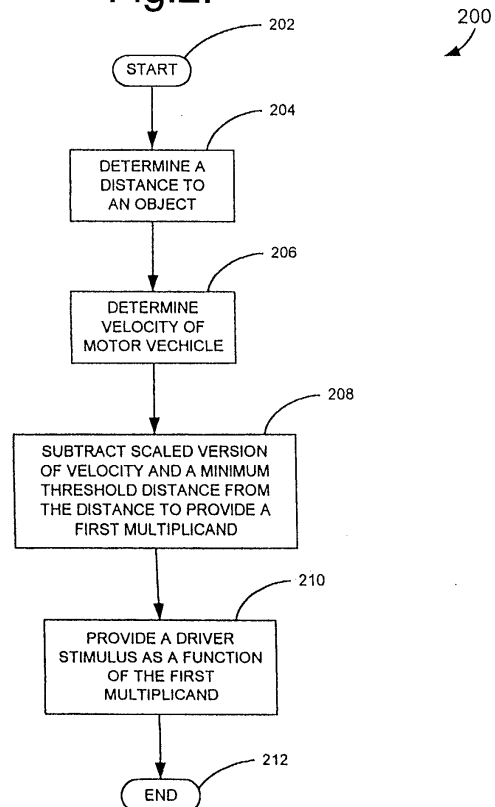 Fig.2.
200
202
START
204
DETERMINE A
DISTANCE TO
AN OBJECT
206
DETERMINE
VELOCITY OF
MOTOR VECHICLE
208
SUBTRACT SCALED VERSION
OF VELOCITY AND A MINIMUM
THRESHOLD DISTANCE FROM
THE DISTANCE TO PROVIDE A
FIRST MULTIPLICAND
210
PROVIDE A DRIVER
STIMULUS AS A FUNCTION
OF THE FIRST
MULTIPLICAND
212
END